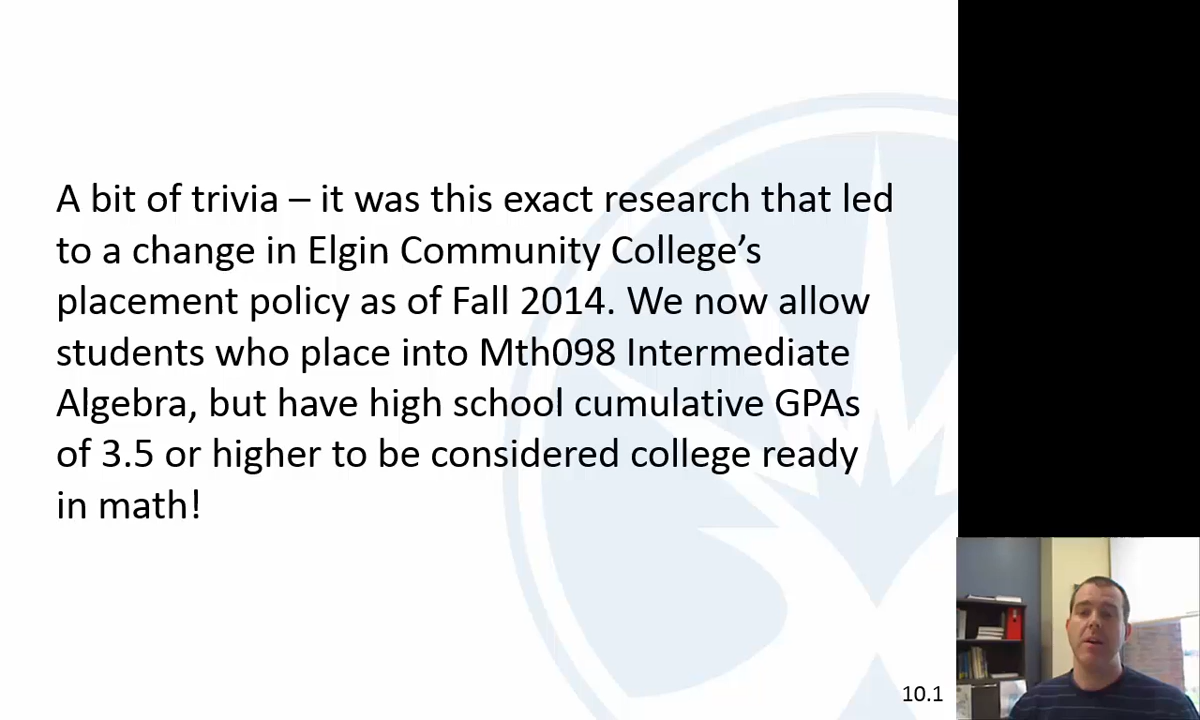 A bit of trivia – it was this exact research that led
to a change in Elgin Community College’s
placement policy as of Fall 2014. We now allow
students who place into Mth098 Intermediate
Algebra, but have high school cumulative GPAs
of 3.5 or higher to be considered college ready
in math!
10.1